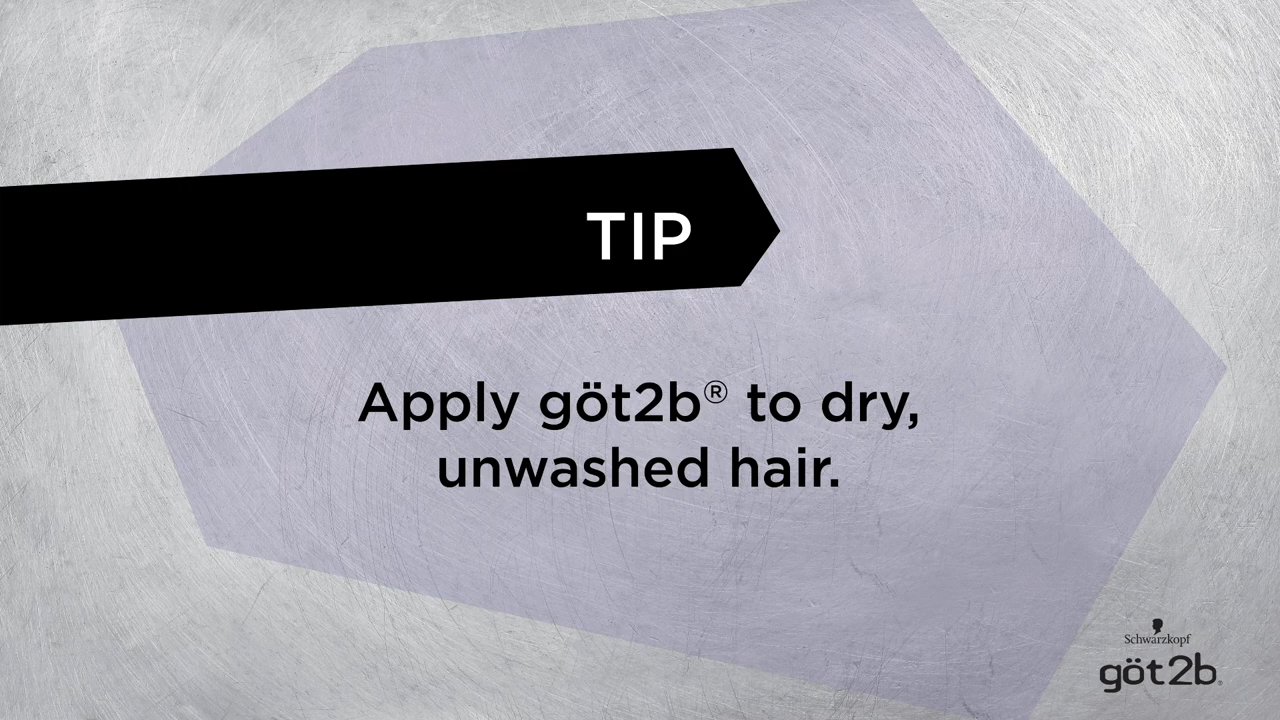 TIP
Apply göt2b® to dry,
unwashed hair.
Schwarzkopf
göt2b®